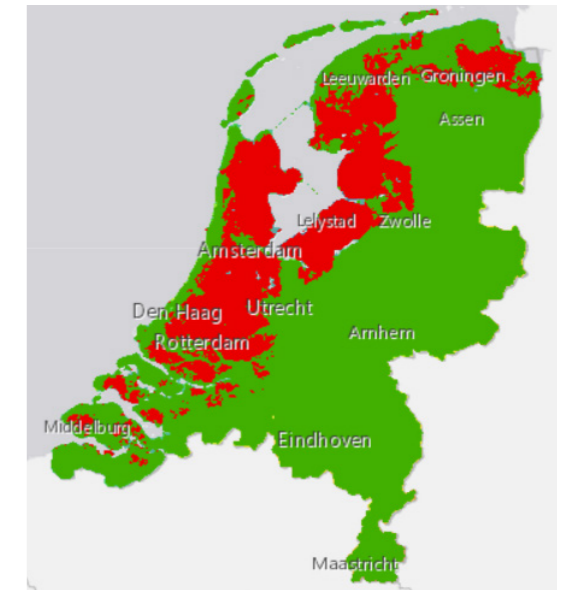 Leeuwarden
Groningen
Assen
Lelystad
Zwolle
Amsterdam
Den Haag
Utrecht
Rotterdam
Arnhem
Middelburg
Eindhoven
Maastricht